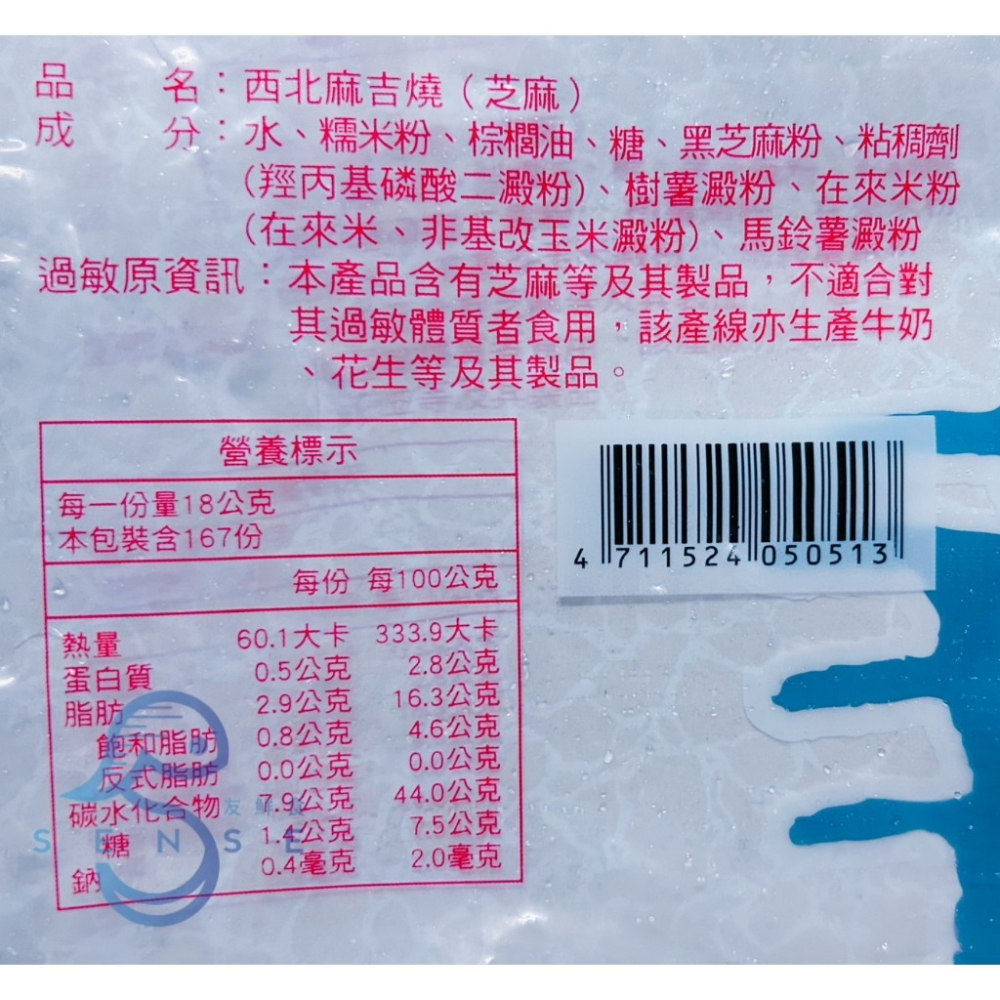 品 名：西北麻吉燒（芝麻）
成 分：水、糯米粉、棕櫚油、糖、黑芝麻粉、粘稠劑
(羥丙基磷酸二澱粉)、樹薯澱粉、在來米粉
(在來米、非基改玉米澱粉)、馬鈴薯澱粉
過敏原資訊：本產品含有芝麻等及其製品，不適合對
其過敏體質者食用，該產線亦生產牛奶
、花生等及其製品。
營養標示
每一份量18公克
本包裝含167份
每份 每100公克
熱量 60.1大卡 333.9大卡
蛋白質 0.5公克 2.8公克
脂肪 2.9公克 16.3公克
飽和脂肪 0.8公克 4.6公克
反式脂肪 0.0公克 0.0公克
碳水化合物 7.9公克 44.0公克
糖 1.4公克 7.5公克
鈉 0.4毫克 2.0毫克
4 711524 050513
SENSE